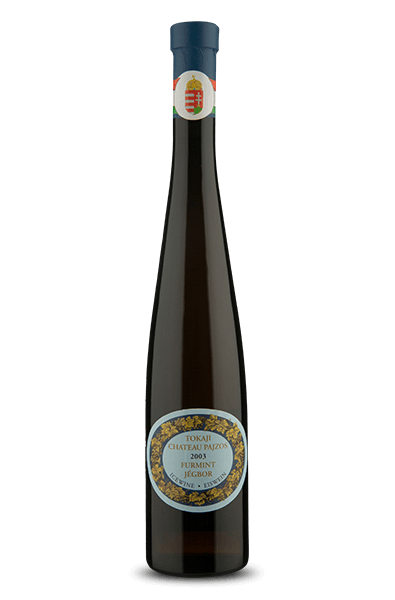 TOKAJI
CHATEAU PAJZOS
2003
FURMINT
JÉGBOR
ICEWINE • EISWEIN